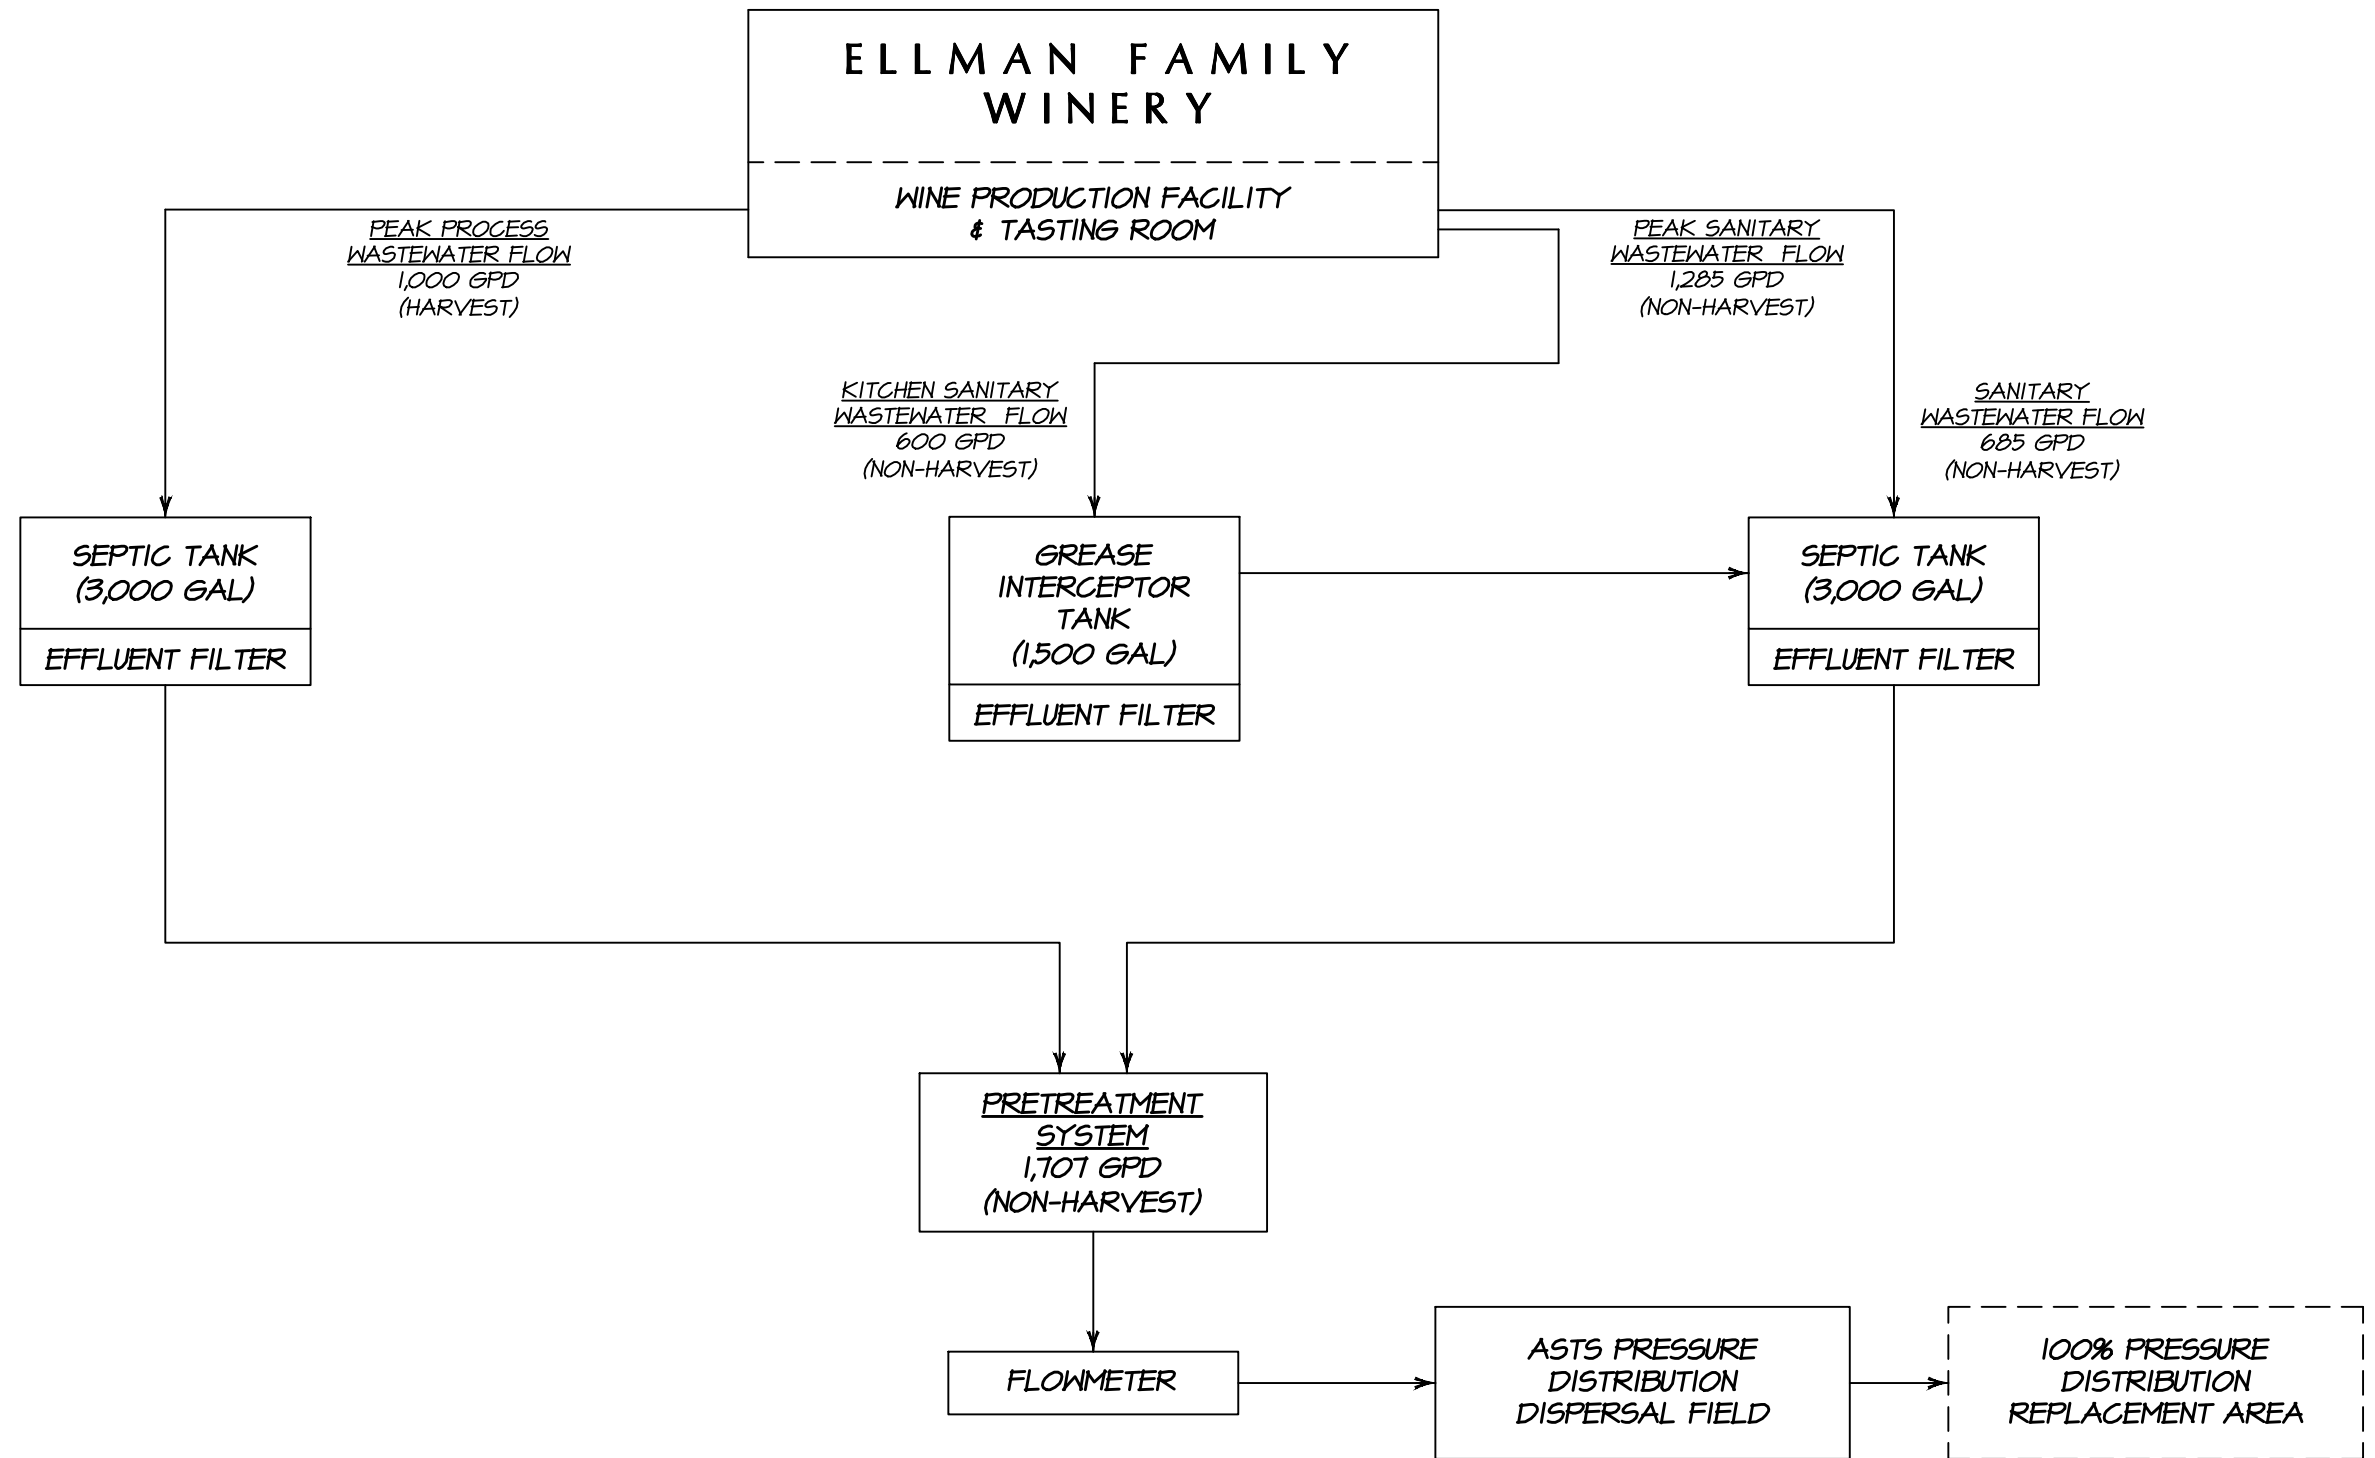 ELLMAN FAMILY
WINERY
WINE PRODUCTION FACILITY
& TASTING ROOM
PEAK PROCESS
WASTEWATER FLOW
1,000 GPD
(HARVEST)
PEAK SANITARY
WASTEWATER FLOW
1,285 GPD
(NON-HARVEST)
KITCHEN SANITARY
WASTEWATER FLOW
600 GPD
(NON-HARVEST)
SANITARY
WASTEWATER FLOW
685 GPD
(NON-HARVEST)
SEPTIC TANK
(3,000 GAL)
EFFLUENT FILTER
GREASE
INTERCEPTOR
TANK
(1,500 GAL)
EFFLUENT FILTER
SEPTIC TANK
(3,000 GAL)
EFFLUENT FILTER
PRETREATMENT
SYSTEM
1,707 GPD
(NON-HARVEST)
FLOWMETER
ASTS PRESSURE
DISTRIBUTION
DISPERSAL FIELD
100% PRESSURE
DISTRIBUTION
REPLACEMENT AREA